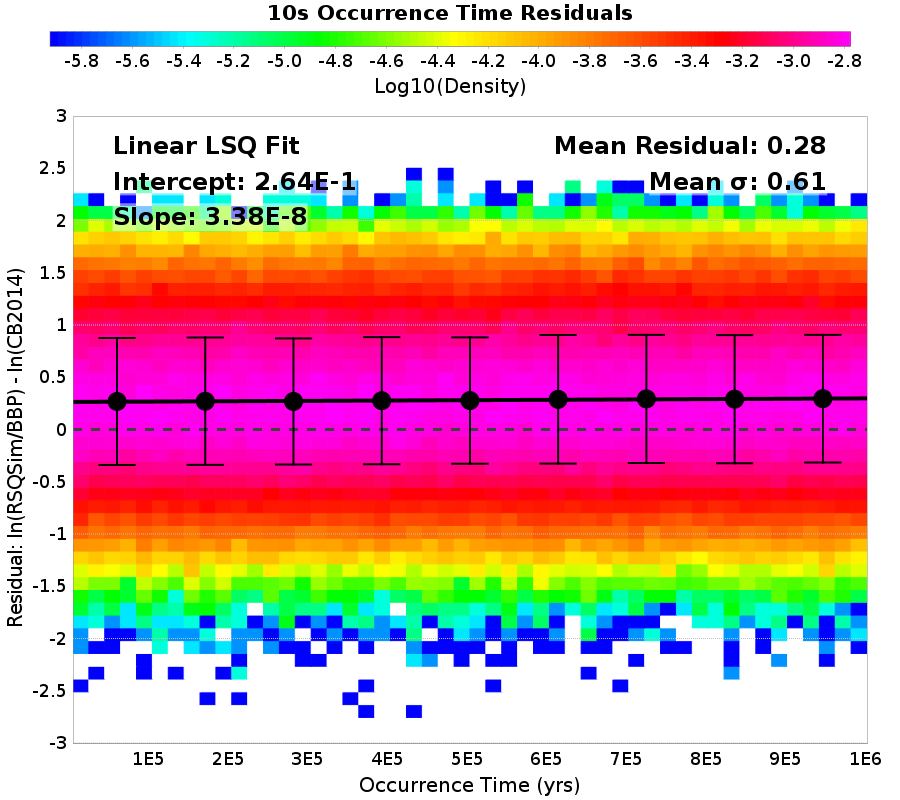 10s Occurrence Time Residuals
-5.8 -5.6 -5.4 -5.2 -5.0 -4.8 -4.6 -4.4 -4.2 -4.0 -3.8 -3.6 -3.4 -3.2 -3.0 -2.8
Log10(Density)
Linear LSQ Fit
Intercept: 2.64E-1
Slope: 3.38E-8
Mean Residual: 0.28
Mean σ: 0.61
Residual: ln(RSQSim/BBP) - ln(CB2014)
3
2.5
2
1.5
1
0.5
0
-0.5
-1
-1.5
-2
-2.5
-3
1E5 2E5 3E5 4E5 5E5 6E5 7E5 8E5 9E5 1E6
Occurrence Time (yrs)